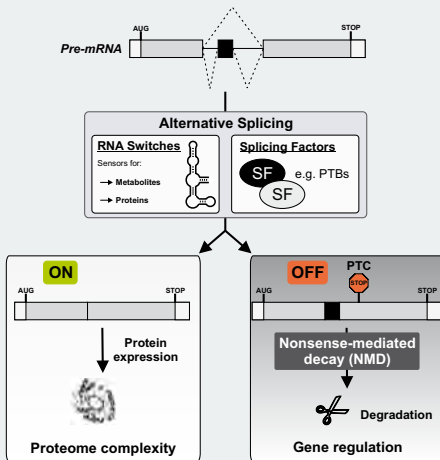 AUG
STOP
Pre-mRNA
Alternative Splicing
RNA Switches
Sensors for:
Metabolites
Proteins
Splicing Factors
SF
e.g. PTBs
SF
ON
AUG
STOP
Protein
expression
Proteome complexity
OFF
PTC
STOP
AUG
STOP
Nonsense-mediated
decay (NMD)
Degradation
Gene regulation